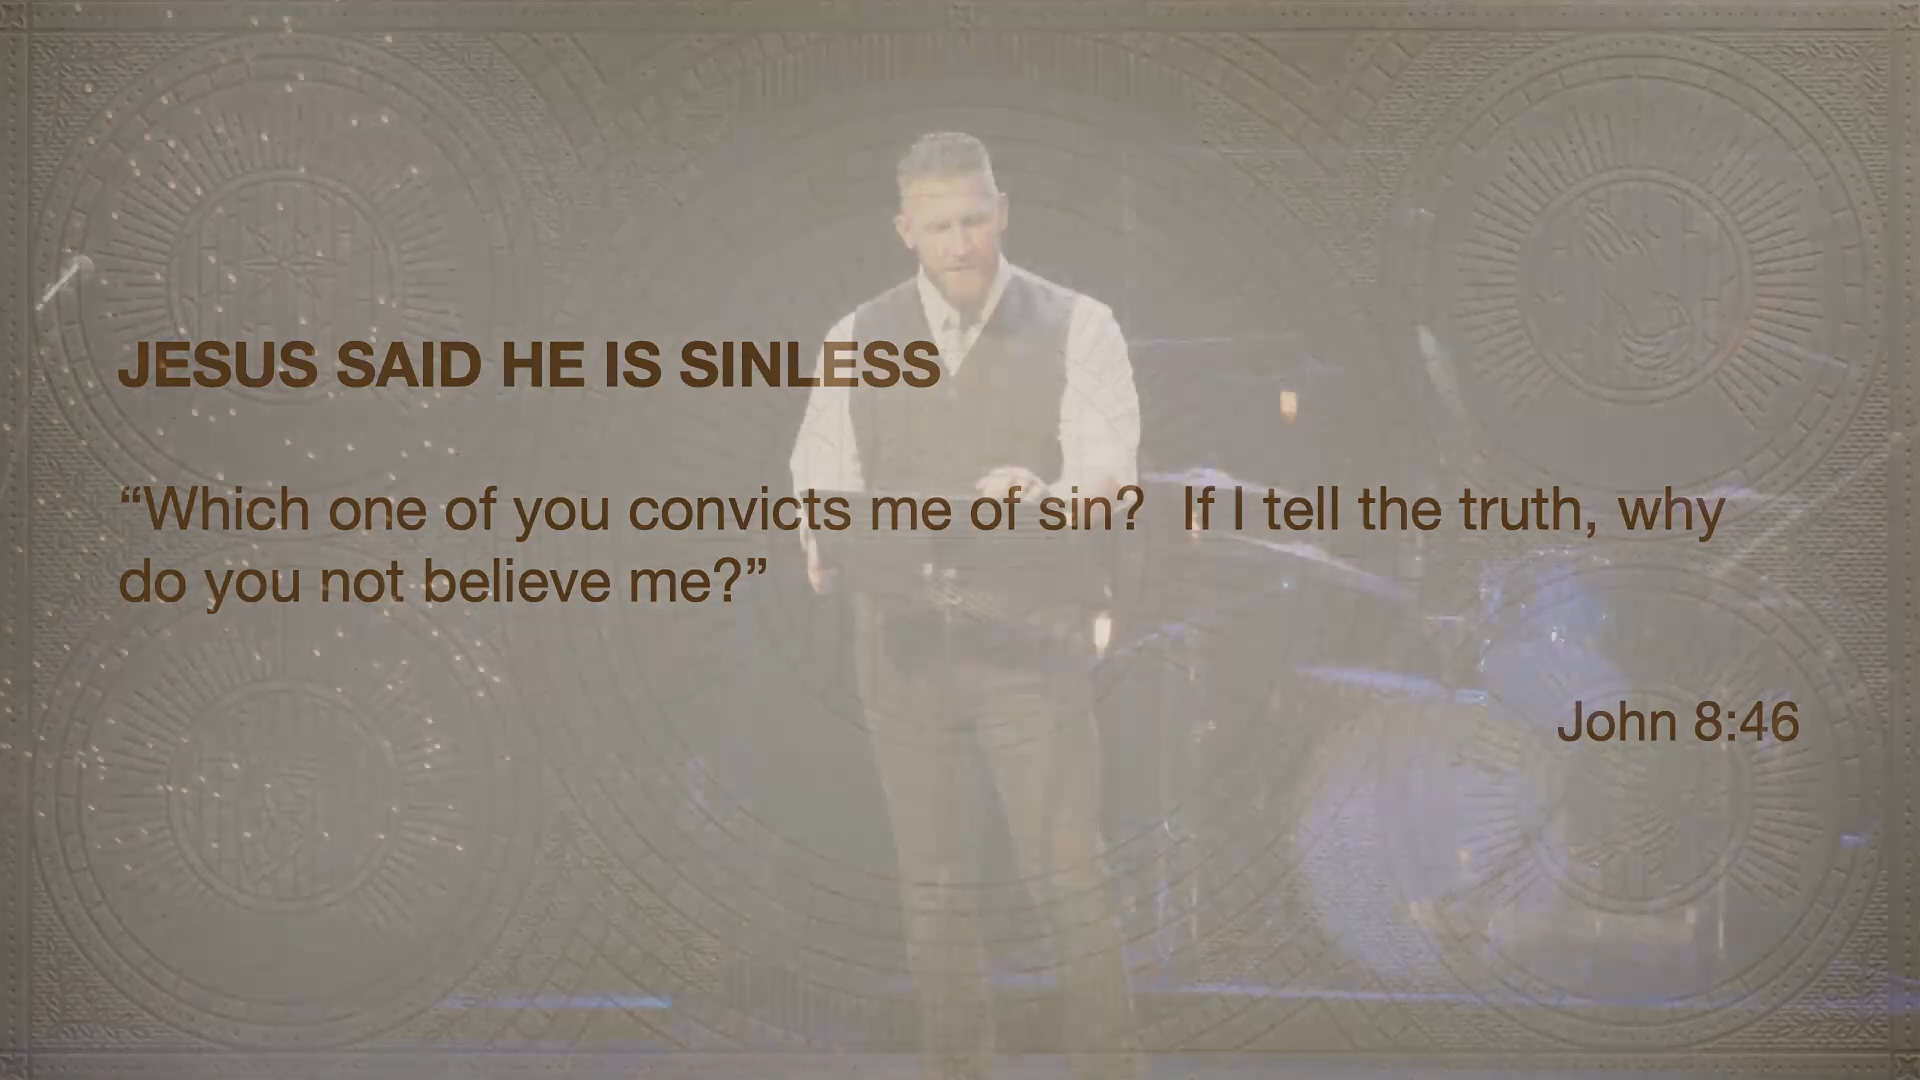 JESUS SAID HE IS SINLESS
“Which one of you convicts me of sin?  If I tell the truth, why
do you not believe me?”
John 8:46